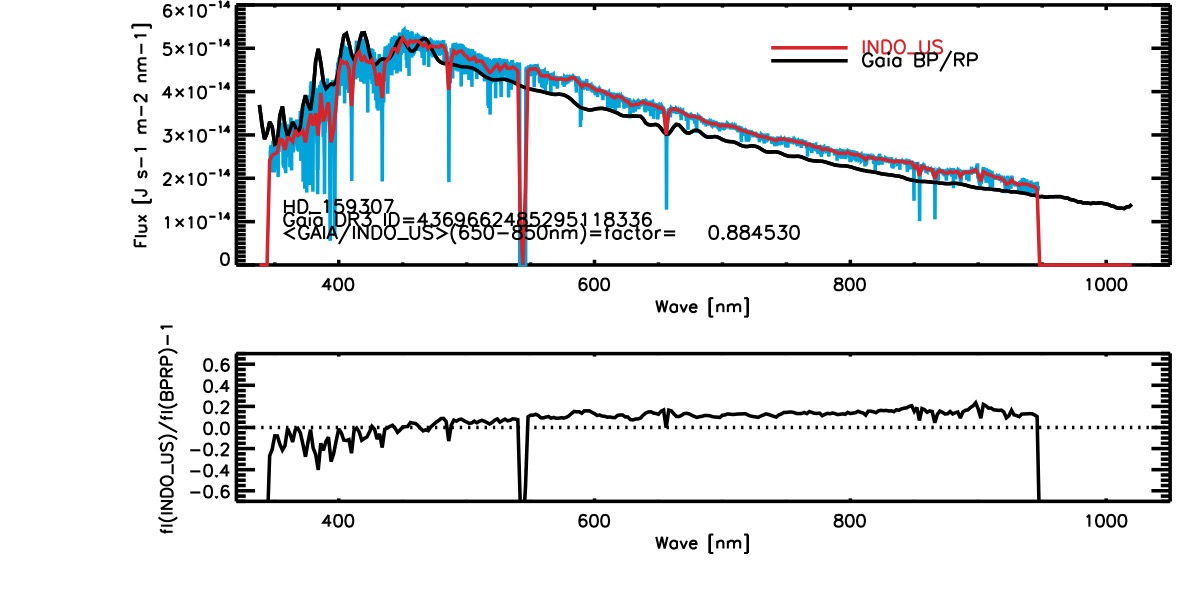 6×10-14
5×10-14
4×10-14
3×10-14
2×10-14
1×10-14
0
Flux [J s-1 m-2 nm-1]
INDO_US
Gaia BP/RP
HD_159307
Gaia DR3 ID=4369662485295118336
<GAIA/INDO_US>(650-850nm)=factor= 0.884530
400 600 800 1000
Wave [nm]
fl(INDO_US)/fl(BPRP)-1
0.6
0.4
0.2
0.0
-0.2
-0.4
-0.6
400 600 800 1000
Wave [nm]